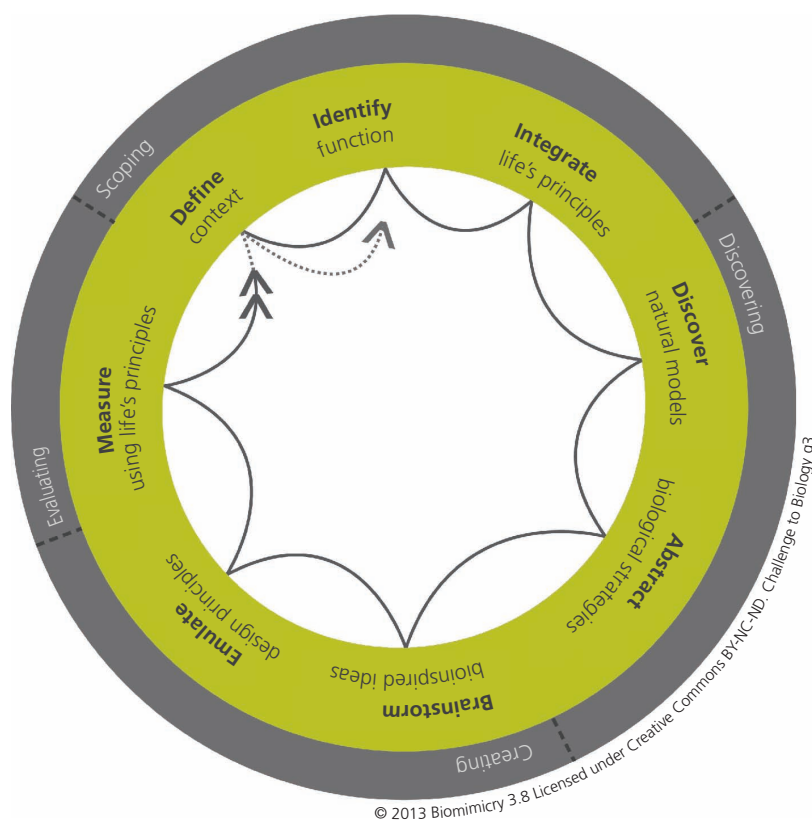 Scoping
Identify
function
Integrate
life's principles
Define
context
Discovering
Discover
natural models
Measure
using life's principles
Abstract
biological strategies
Evaluating
Emulate
design principles
Brainstorm
bioinspired ideas
Creating
© 2013 Biomimicry 3.8 Licensed under Creative Commons BY-NC-ND. Challenge to Biology g3